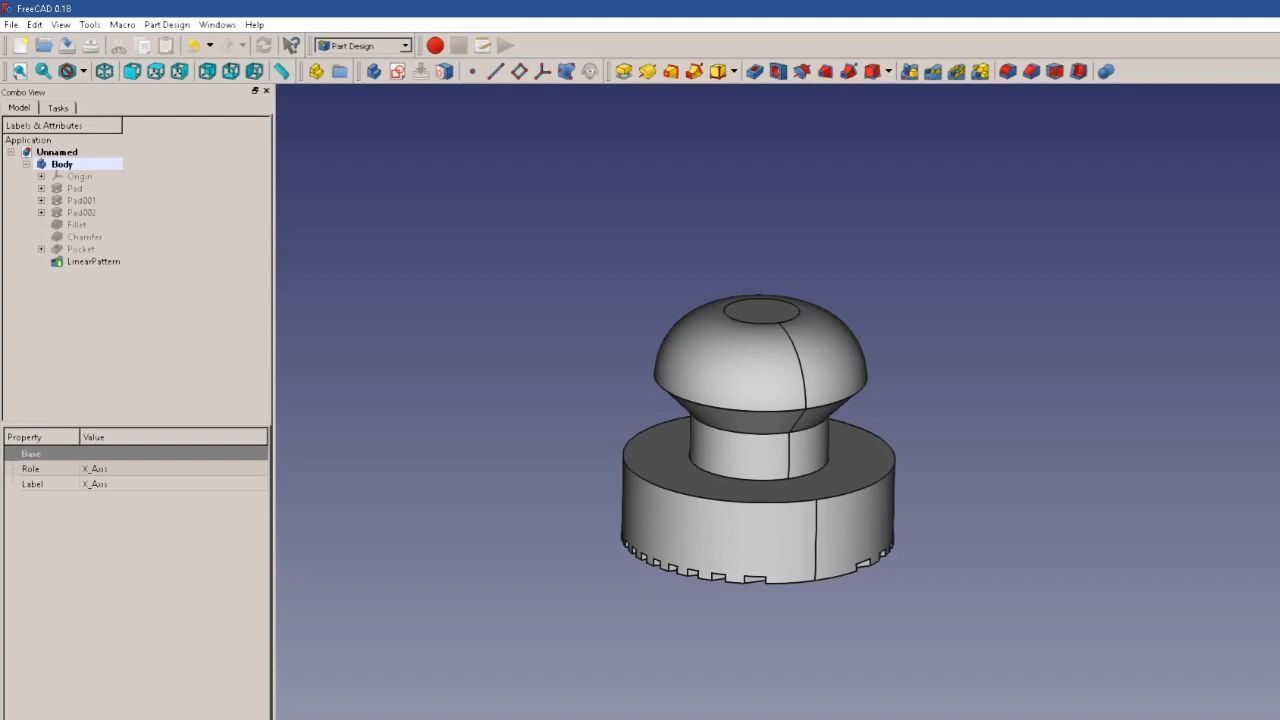 FreeCAD 0.18
File Edit View Tools Macro Part Design Windows Help
Part Design
Combo View
Model Tasks
Labels & Attributes
Application
Unnamed
Body
Origin
Pad
Pad001
Pad002
Fillet
Chamfer
Pocket
LinearPattern
Property Value
Base
Role X_Axis
Label X_Axis